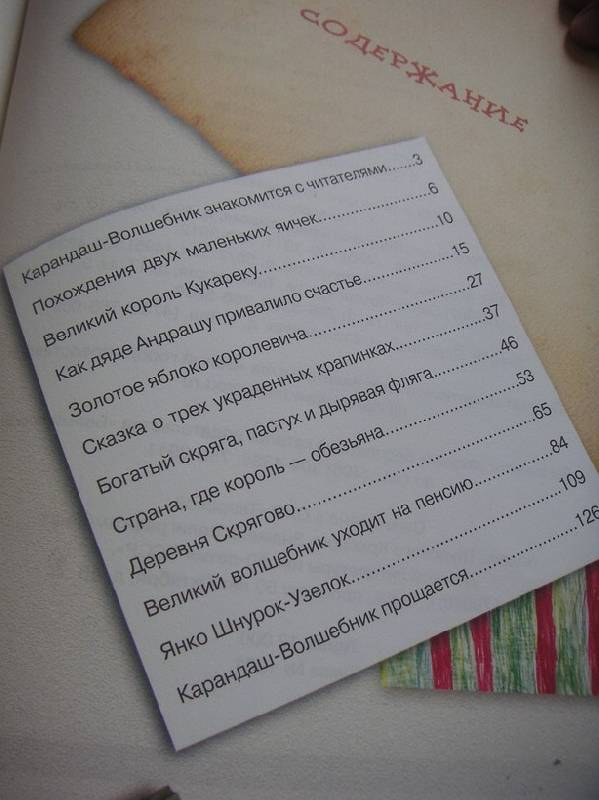 СОДЕРЖАНИЕ
Карандаш-Волшебник знакомится с читателями......3
Похождения двух маленьких яичек....................6
Великий король Кукареку................................10
Как дяде Андрашу привалило счастье..................15
Золотое яблоко королевича..............................27
Сказка о трех украденных крапинках..................37
Богатый скряга, пастух и дырявая фляга..............46
Страна, где король — обезьяна..........................53
Деревня Скрягово..........................................65
Великий волшебник уходит на пенсию................84
Янко Шнурок-Узелок......................................109
Карандаш-Волшебник прощается......................126